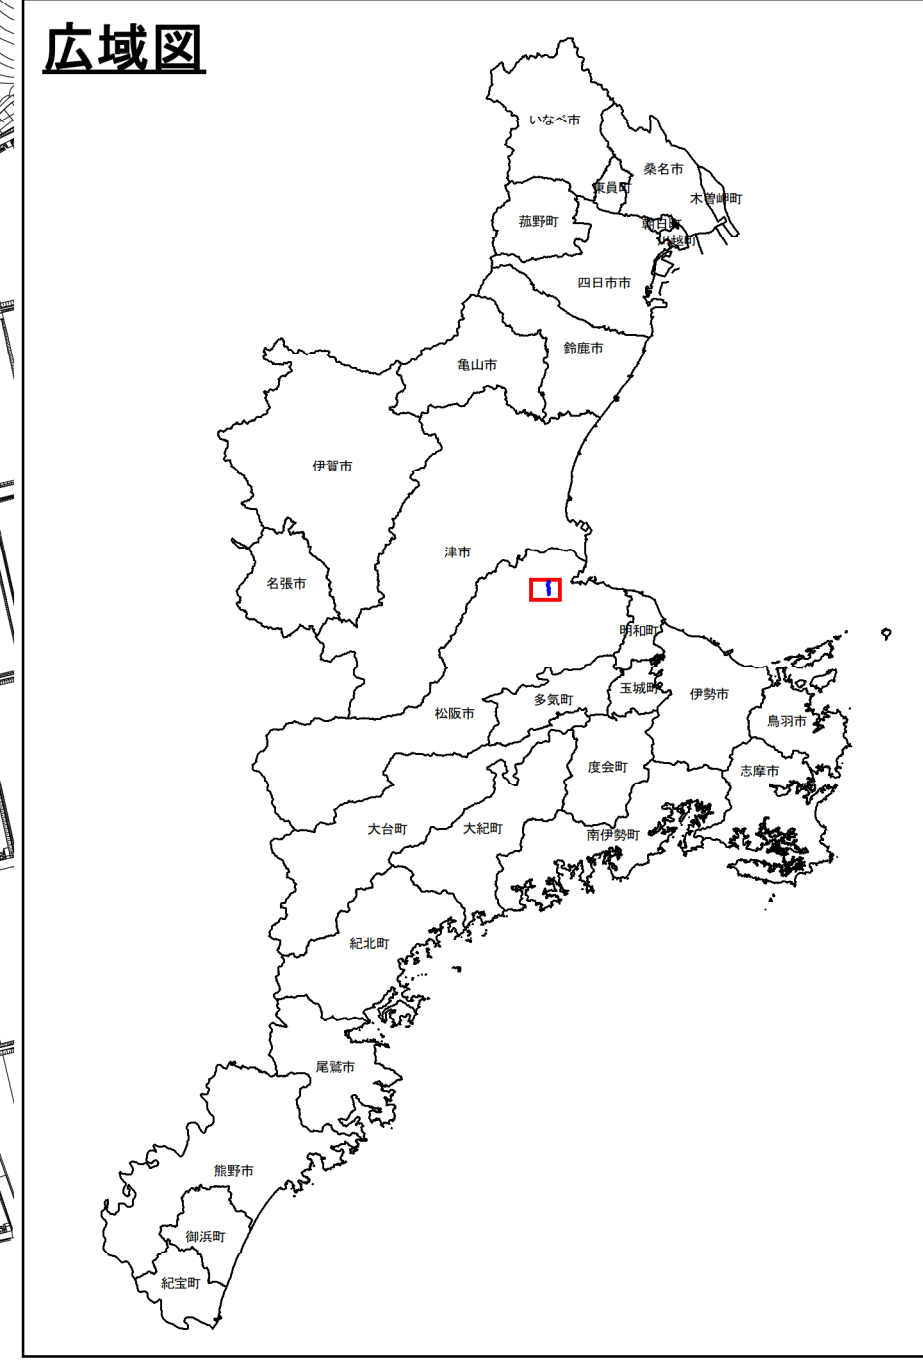 広域図
いなべ市
桑名市
東員町
木曽岬町
菰野町
朝日町
川越町
四日市市
鈴鹿市
亀山市
伊賀市
津市
名張市
明和町
玉城町
伊勢市
多気町
松阪市
鳥羽市
度会町
志摩市
大台町
大紀町
南伊勢町
紀北町
尾鷲市
熊野市
御浜町
紀宝町